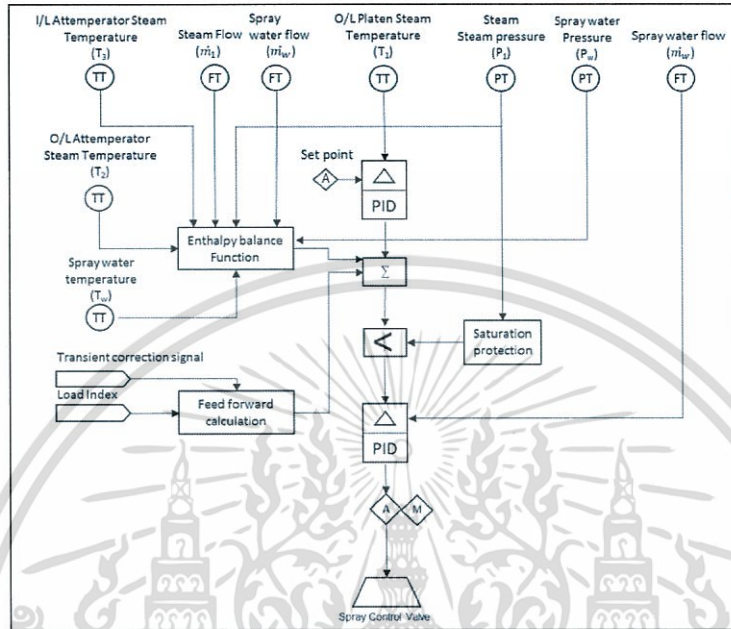 I/L Attemperator Steam
Temperature
(T₃)
TT
Steam Flow
(ṁ₁)
FT
Spray
water flow
(ṁw)
FT
O/L Platen Steam
Temperature
(T₁)
TT
Steam
Steam pressure
(P₁)
PT
Spray water
Pressure
(Pw)
PT
Spray water flow
(ṁw)
FT
O/L Attemperator
Steam Temperature
(T₂)
TT
Set point
A
△
PID
Enthalpy balance
Function
Σ
Spray water
temperature
(Tw)
TT
<
Saturation
protection
Transient correction signal
Load Index
Feed forward
calculation
△
PID
A
M
Spray Control Valve